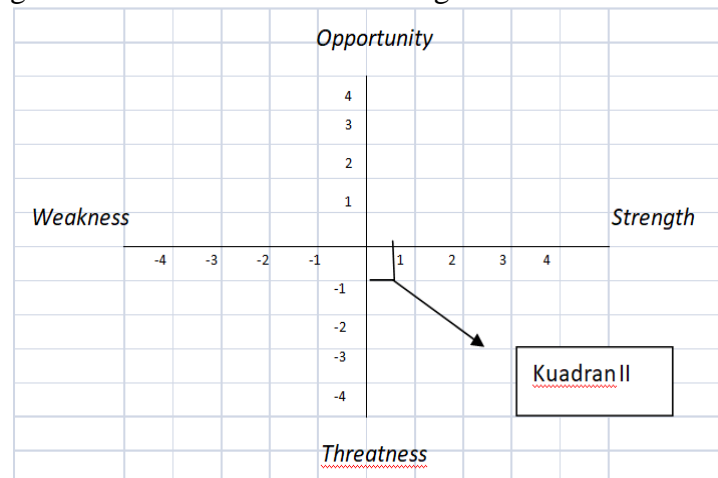 Opportunity
4
3
2
1
Weakness
Strength
-4 -3 -2 -1 1 2 3 4
-1
-2
-3
Kuadran II
-4
Threatness